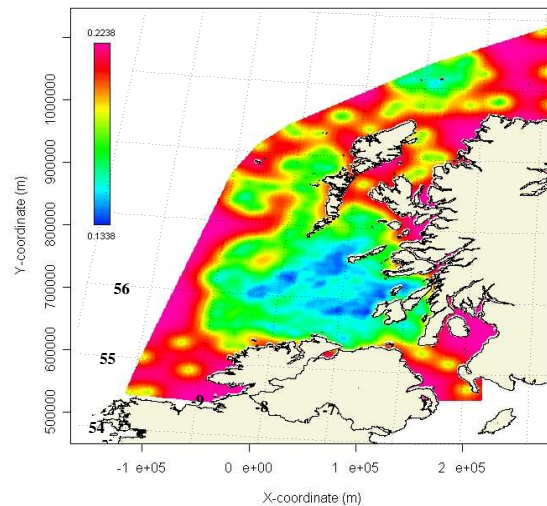 0.2238
0.1338
1000000
900000
800000
700000
600000
500000
Y-coordinate (m)
56
55
54
-9
-8
-7
-1 e+05
0 e+00
1 e+05
2 e+05
X-coordinate (m)